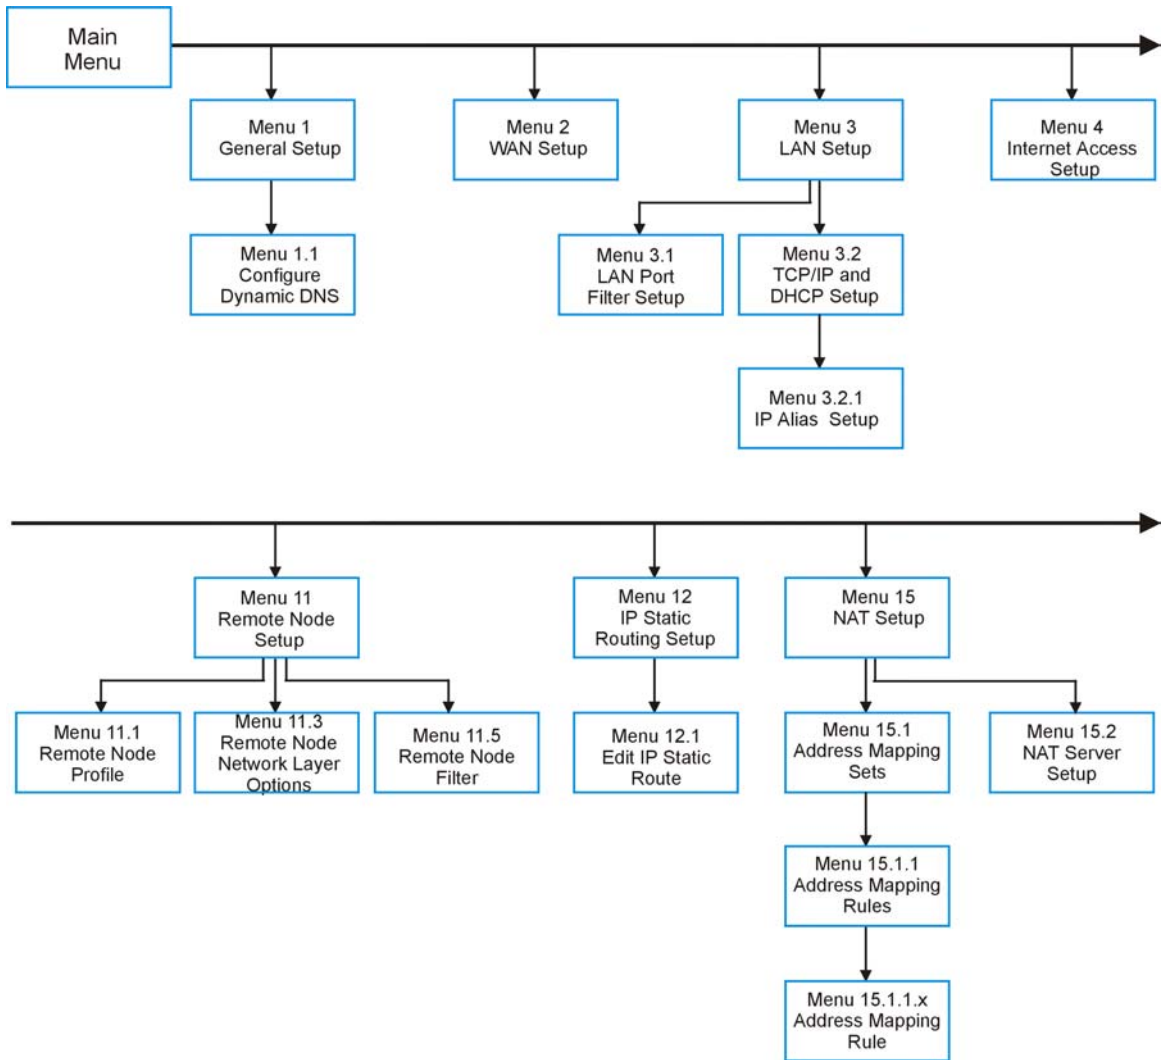 Main
Menu
Menu 1
General Setup
Menu 2
WAN Setup
Menu 3
LAN Setup
Menu 4
Internet Access
Setup
Menu 1.1
Configure
Dynamic DNS
Menu 3.1
LAN Port
Filter Setup
Menu 3.2
TCP/IP and
DHCP Setup
Menu 3.2.1
IP Alias Setup
Menu 11
Remote Node
Setup
Menu 12
IP Static
Routing Setup
Menu 15
NAT Setup
Menu 11.1
Remote Node
Profile
Menu 11.3
Remote Node
Network Layer
Options
Menu 11.5
Remote Node
Filter
Menu 12.1
Edit IP Static
Route
Menu 15.1
Address Mapping
Sets
Menu 15.2
NAT Server
Setup
Menu 15.1.1
Address Mapping
Rules
Menu 15.1.1.x
Address Mapping
Rule